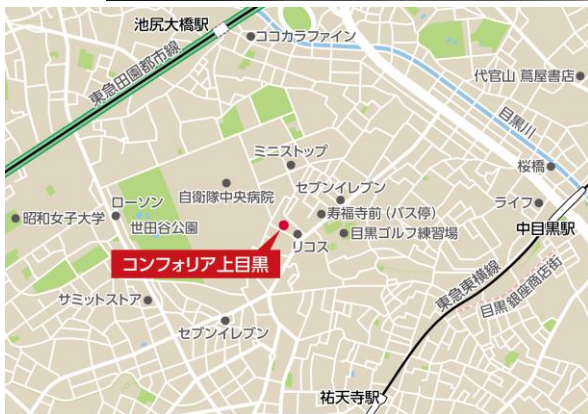 池尻大橋駅
ココカラファイン
東急田園都市線
代官山 蔦屋書店
目黒川
ミニストップ
桜橋
自衛隊中央病院
セブンイレブン
ローソン
ライフ
昭和女子大学
世田谷公園
寿福寺前 (バス停)
中目黒駅
リコス
目黒ゴルフ練習場
コンフォリア上目黒
東急東横線
目黒銀座商店街
サミットストア
セブンイレブン
祐天寺駅